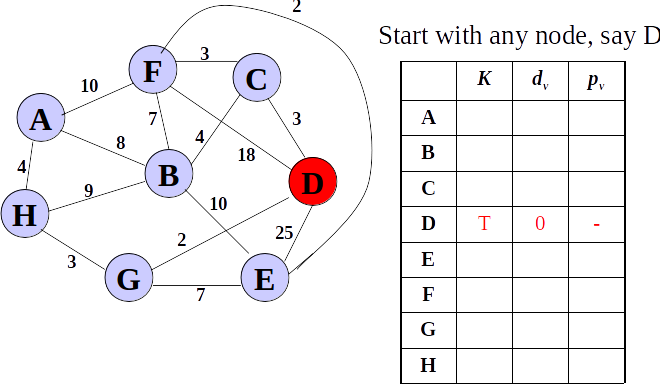 2
Start with any node, say D
3
F
C
10
A
7
3
8
4
18
4
B
D
H
9
10
2
25
3
G
E
7
K dv pv
A
B
C
D T 0 -
E
F
G
H